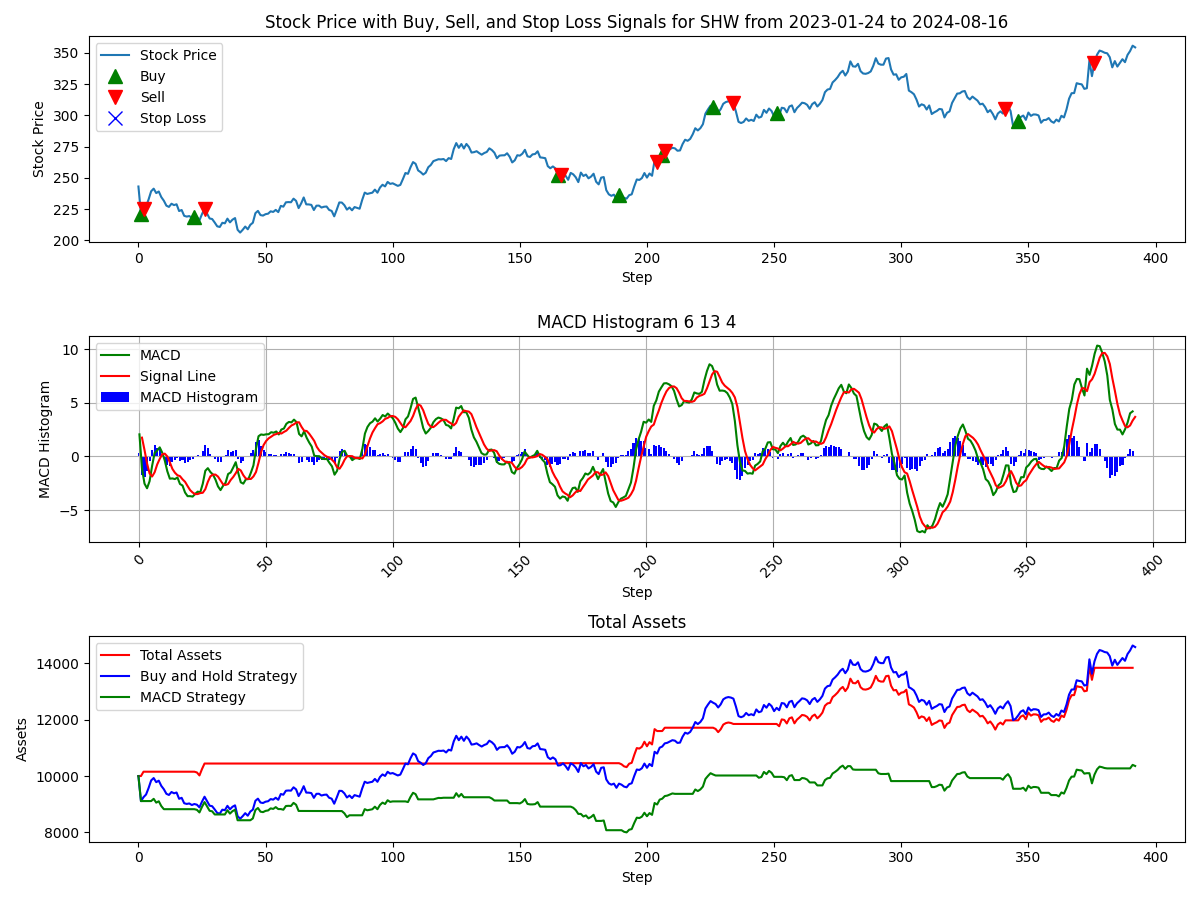 Stock Price with Buy, Sell, and Stop Loss Signals for SHW from 2023-01-24 to 2024-08-16
Stock Price
350
325
300
275
250
225
200
Stock Price
Buy
Sell
Stop Loss
0 50 100 150 200 250 300 350 400
Step
MACD Histogram 6 13 4
MACD Histogram
10
5
0
−5
MACD
Signal Line
MACD Histogram
0 50 100 150 200 250 300 350 400
Step
Total Assets
Assets
14000
12000
10000
8000
Total Assets
Buy and Hold Strategy
MACD Strategy
0 50 100 150 200 250 300 350 400
Step